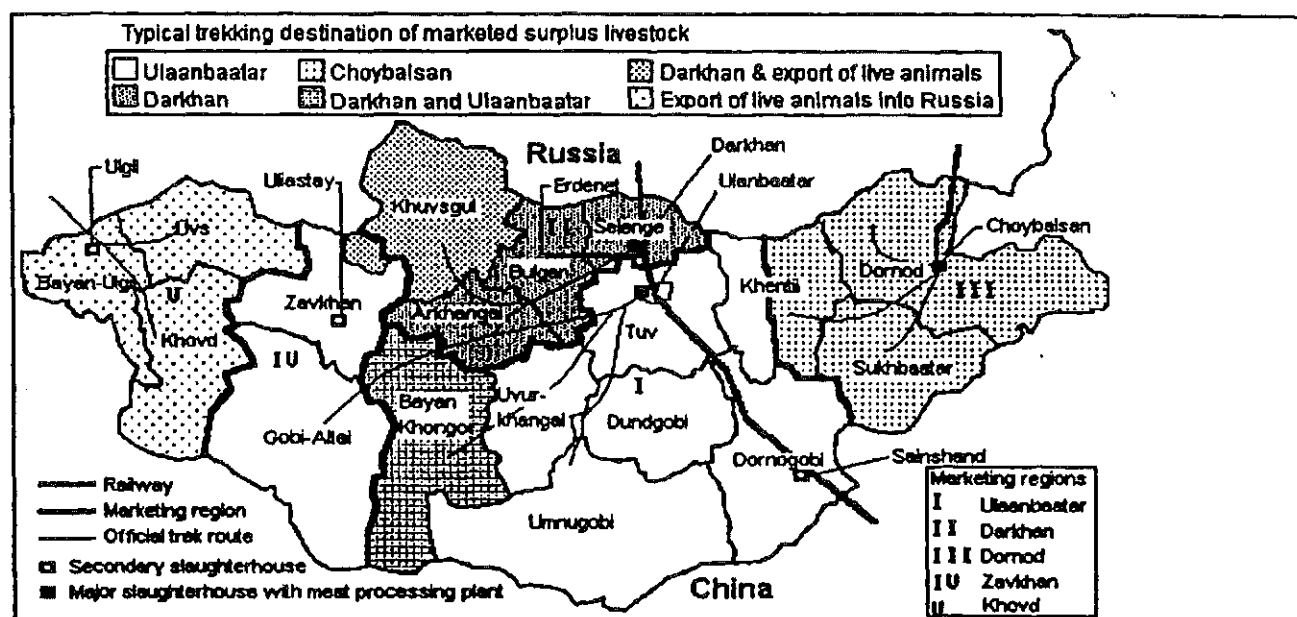 Typical trekking destination of marketed surplus livestock
Ulaanbaatar
Choybalsan
Darkhan & export of live animals
Darkhan
Darkhan and Ulaanbaatar
Export of live animals into Russia
Ulgii
Uliastay
Russia
Darkhan
Erdenet
Ulanbaatar
Khuvsgul
Uvs
II
Selenge
I
Choybalsan
Bayan-Ulgii
V
Zavkhan
Bulgan
Khentii
Dornod
III
Arkhangai
Khovd
Tuv
IV
Sukhbaatar
Bayan
Khongor
Uvur-
khangai
I
Gobi-Altai
Dundgobi
Dornogobi
Sainshand
Umnugobi
China
Railway
Marketing region
Official trek route
Secondary slaughterhouse
Major slaughterhouse with meat processing plant
Marketing regions
I Ulaanbaatar
II Darkhan
III Dornod
IV Zavkhan
V Khovd